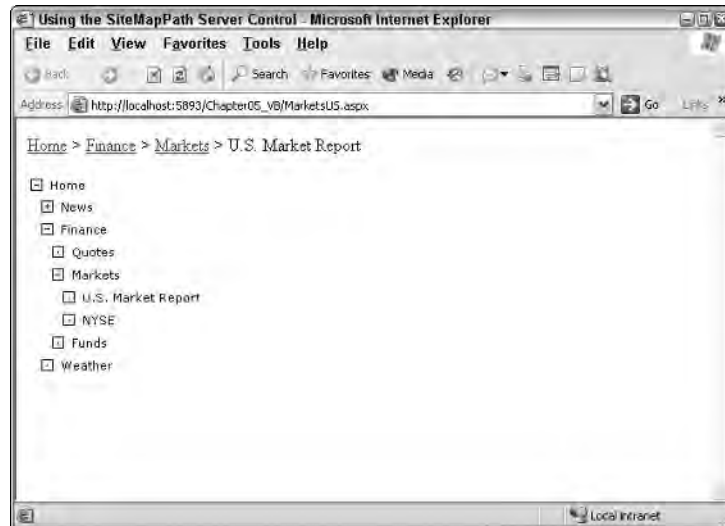 Using the SiteMapPath Server Control - Microsoft Internet Explorer
File Edit View Favorites Tools Help
Back Search Favorites Media
Address http://localhost:5893/Chapter05_VB/MarketsUS.aspx Go Links »
Home > Finance > Markets > U.S. Market Report
Home
News
Finance
Quotes
Markets
U.S. Market Report
NYSE
Funds
Weather
Local intranet